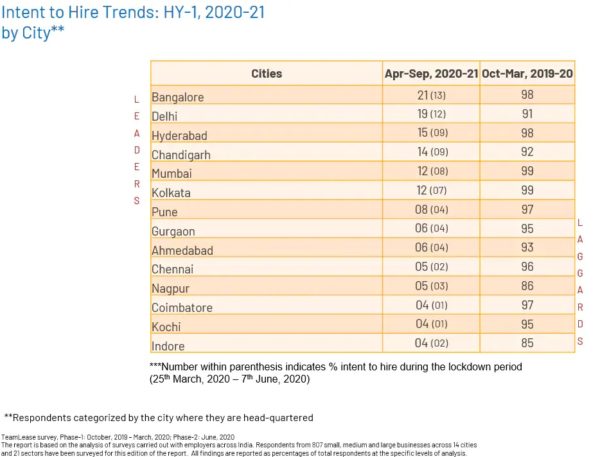 Intent to Hire Trends: HY-1, 2020-21
by City**
Cities Apr-Sep, 2020-21 Oct-Mar, 2019-20
LEADERS
Bangalore 21 (13) 98
Delhi 19 (12) 91
Hyderabad 15 (09) 98
Chandigarh 14 (09) 92
Mumbai 12 (08) 99
Kolkata 12 (07) 99
Pune 08 (04) 97
Gurgaon 06 (04) 95
Ahmedabad 06 (04) 93
Chennai 05 (02) 96
Nagpur 05 (03) 86
Coimbatore 04 (01) 97
Kochi 04 (01) 95
Indore 04 (02) 85
LAGGARDS
***Number within parenthesis indicates % intent to hire during the lockdown period
(25th March, 2020 – 7th June, 2020)
**Respondents categorized by the city where they are head-quartered
TeamLease survey, Phase-1: October, 2019 – March, 2020; Phase-2: June, 2020
The report is based on the analysis of surveys carried out with employers across India. Respondents from 807 small, medium and large businesses across 14 cities
and 21 sectors have been surveyed for this edition of the report. All findings are reported as percentages of total respondents at the specific levels of analysis.